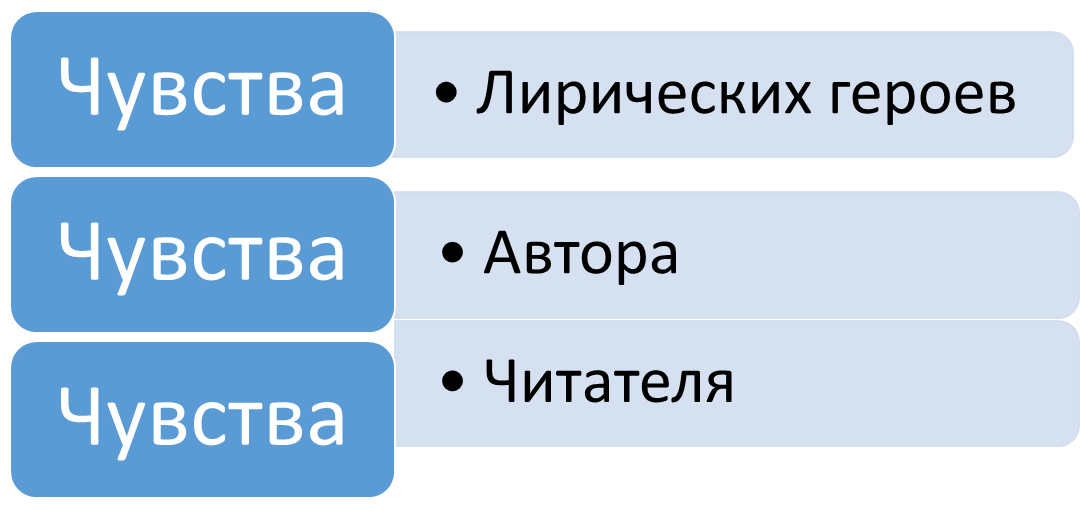 Чувства
• Лирических героев
Чувства
• Автора
Чувства
• Читателя